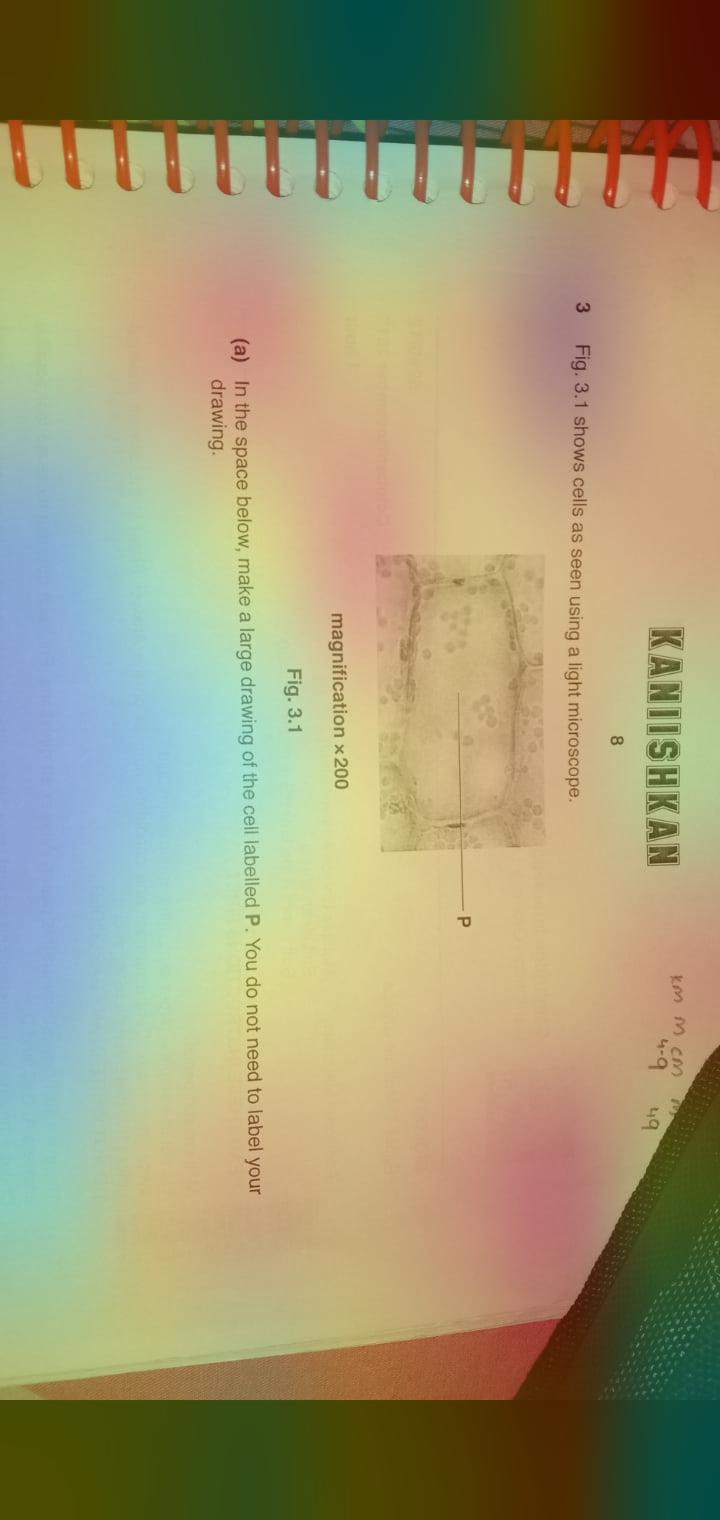 KANIISHKAN
km m cm
4.9 49
8
3 Fig. 3.1 shows cells as seen using a light microscope.
P
magnification ×200
Fig. 3.1
(a) In the space below, make a large drawing of the cell labelled P. You do not need to label your
drawing.